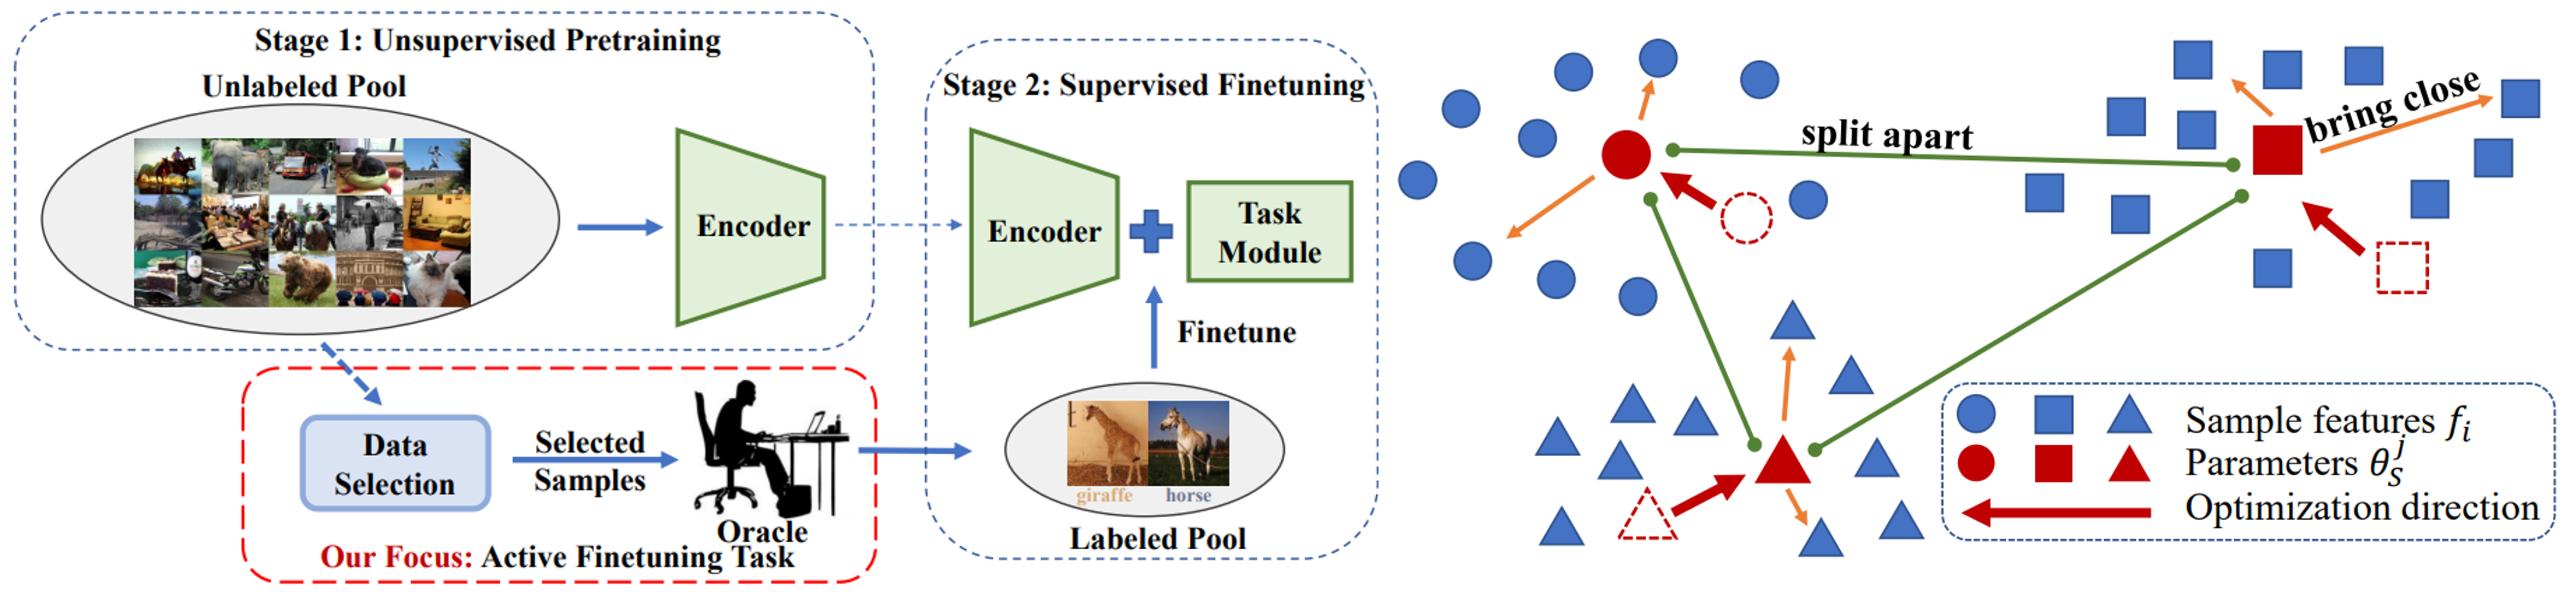 Stage 1: Unsupervised Pretraining
Unlabeled Pool
Encoder
Data
Selection
Selected
Samples
Oracle
Our Focus: Active Finetuning Task
Stage 2: Supervised Finetuning
Encoder
Task
Module
Finetune
giraffe
horse
Labeled Pool
split apart
bring close
Sample features f_i
Parameters θ_S^j
Optimization direction